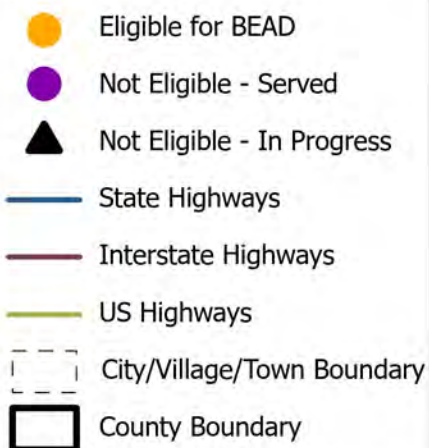 Eligible for BEAD
Not Eligible - Served
Not Eligible - In Progress
State Highways
Interstate Highways
US Highways
City/Village/Town Boundary
County Boundary